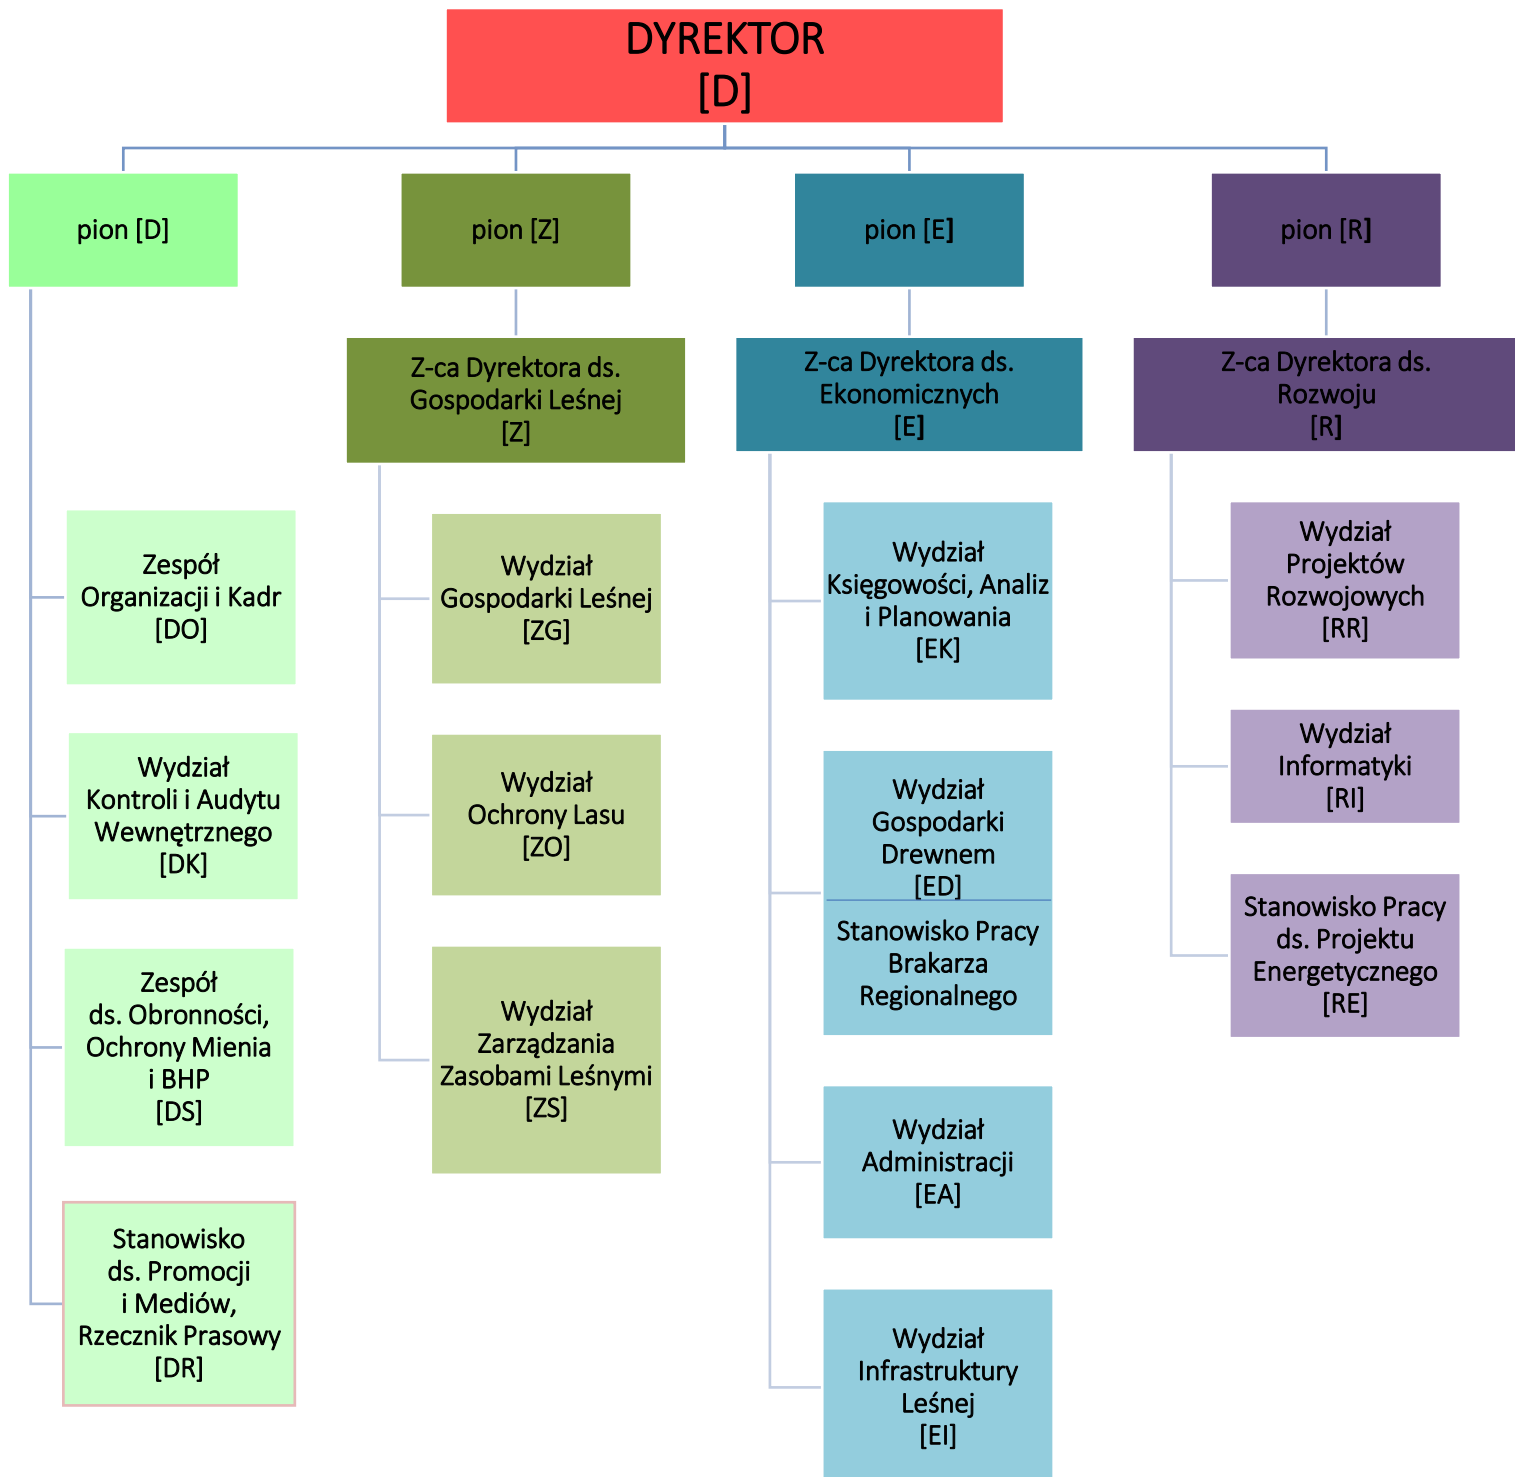 DYREKTOR
[D]
pion [D]
pion [Z]
pion [E]
pion [R]
Z-ca Dyrektora ds.
Gospodarki Leśnej
[Z]
Z-ca Dyrektora ds.
Ekonomicznych
[E]
Z-ca Dyrektora ds.
Rozwoju
[R]
Zespół
Organizacji i Kadr
[DO]
Wydział
Kontroli i Audytu
Wewnętrznego
[DK]
Zespół
ds. Obronności,
Ochrony Mienia
i BHP
[DS]
Stanowisko
ds. Promocji
i Mediów,
Rzecznik Prasowy
[DR]
Wydział
Gospodarki Leśnej
[ZG]
Wydział
Ochrony Lasu
[ZO]
Wydział
Zarządzania
Zasobami Leśnymi
[ZS]
Wydział
Księgowości, Analiz
i Planowania
[EK]
Wydział
Gospodarki
Drewnem
[ED]
Stanowisko Pracy
Brakarza
Regionalnego
Wydział
Administracji
[EA]
Wydział
Infrastruktury
Leśnej
[EI]
Wydział
Projektów
Rozwojowych
[RR]
Wydział
Informatyki
[RI]
Stanowisko Pracy
ds. Projektu
Energetycznego
[RE]